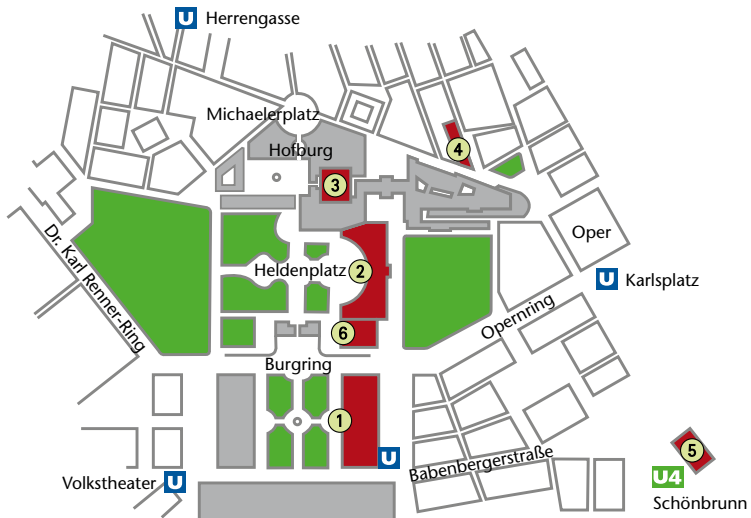 U Herrengasse
Michaelerplatz
Hofburg
4
3
Oper
Dr. Karl Renner-Ring
Heldenplatz
2
U Karlsplatz
Opernring
6
Burgring
1
U
Babenbergerstraße
5
Volkstheater U
U4
Schönbrunn